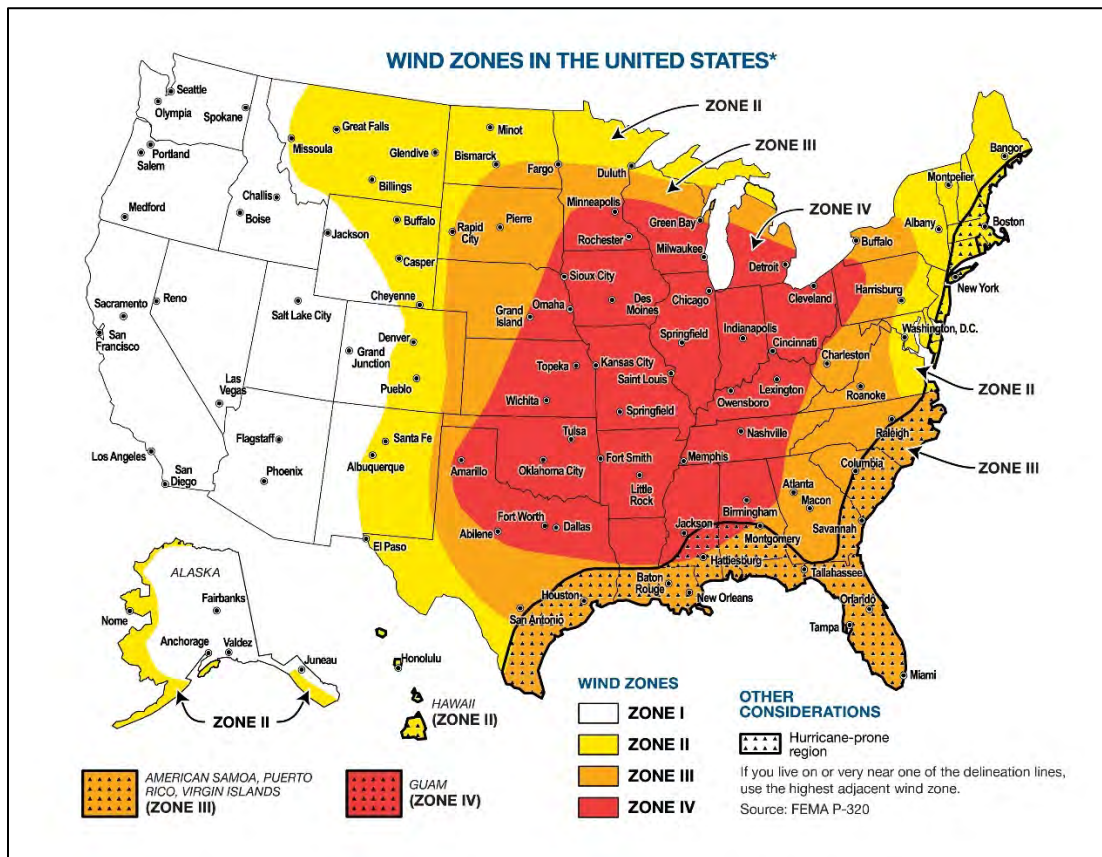 WIND ZONES IN THE UNITED STATES*
ZONE II
ZONE III
ZONE IV
Seattle
Olympia
Spokane
Portland
Salem
Medford
Challis
Boise
Missoula
Great Falls
Glendive
Billings
Minot
Bismarck
Fargo
Duluth
Minneapolis
Rochester
Green Bay
Milwaukee
Detroit
Buffalo
Albany
Montpelier
Bangor
Boston
New York
Jackson
Buffalo
Casper
Cheyenne
Rapid
City
Pierre
Sioux City
Grand
Island
Omaha
Des
Moines
Chicago
Cleveland
Harrisburg
Washington, D.C.
Sacramento
San
Francisco
Reno
Salt Lake City
Las
Vegas
Denver
Grand
Junction
Pueblo
Topeka
Kansas City
Saint Louis
Springfield
Indianapolis
Cincinnati
Charleston
Roanoke
ZONE II
Wichita
Springfield
Owensboro
Lexington
Raleigh
ZONE III
Los Angeles
San
Diego
Flagstaff
Phoenix
Santa Fe
Albuquerque
Amarillo
Tulsa
Oklahoma City
Fort Smith
Little
Rock
Memphis
Nashville
Atlanta
Macon
Columbia
Savannah
Birmingham
El Paso
Abilene
Fort Worth
Dallas
Jackson
Montgomery
Hattiesburg
Tallahassee
Baton
Rouge
New Orleans
Houston
San Antonio
Orlando
Tampa
Miami
ALASKA
Nome
Fairbanks
Anchorage
Valdez
Juneau
ZONE II
Honolulu
HAWAII
(ZONE II)
AMERICAN SAMOA, PUERTO
RICO, VIRGIN ISLANDS
(ZONE III)
GUAM
(ZONE IV)
WIND ZONES
ZONE I
ZONE II
ZONE III
ZONE IV
OTHER
CONSIDERATIONS
Hurricane-prone
region
If you live on or very near one of the delineation lines,
use the highest adjacent wind zone.
Source: FEMA P-320